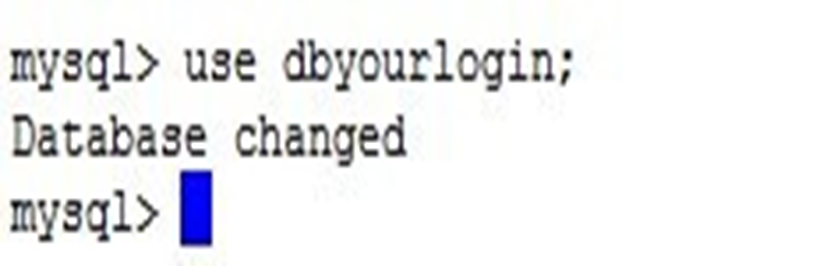 mysql> use dbyourlogin;
Database changed
mysql>